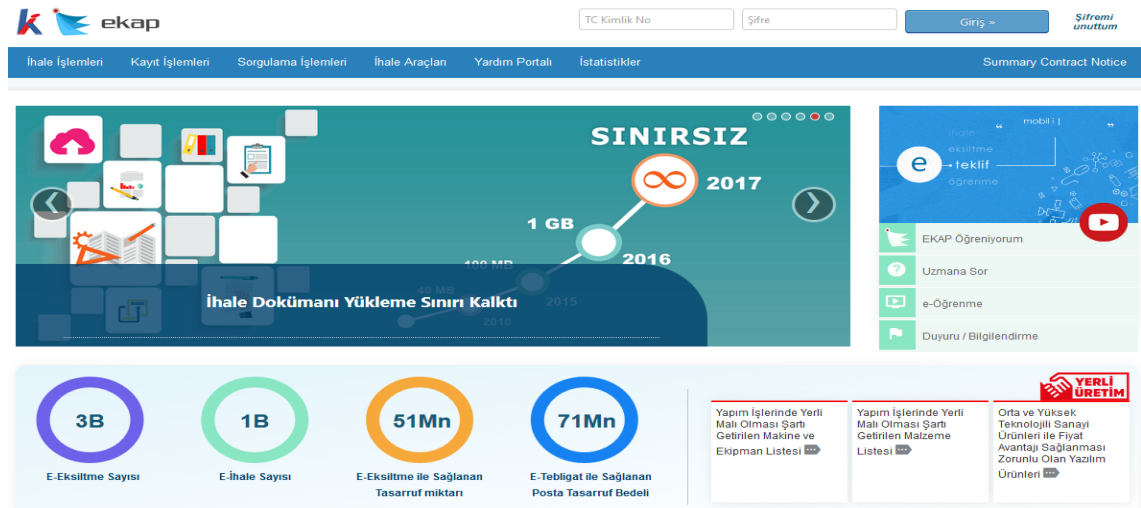 ekap
TC Kimlik No
Şifre
Giriş »
Şifremi
unuttum
İhale İşlemleri
Kayıt İşlemleri
Sorgulama İşlemleri
İhale Araçları
Yardım Portalı
İstatistikler
Summary Contract Notice
SINIRSIZ
2017
1 GB
2016
100 MB
40 MB
2015
2010
İhale Dokümanı Yükleme Sınırı Kalktı
mobil i
ihale
eksiltme
e
teklif
öğrenme
EKAP Öğreniyorum
Uzmana Sor
e-Öğrenme
Duyuru / Bilgilendirme
3B
E-Eksiltme Sayısı
1B
E-İhale Sayısı
51Mn
E-Eksiltme ile Sağlanan
Tasarruf miktarı
71Mn
E-Tebligat ile Sağlanan
Posta Tasarruf Bedeli
YERLİ
ÜRETİM
Yapım İşlerinde Yerli
Malı Olması Şartı
Getirilen Makine ve
Ekipman Listesi
Yapım İşlerinde Yerli
Malı Olması Şartı
Getirilen Malzeme
Listesi
Orta ve Yüksek
Teknolojili Sanayi
Ürünleri ile Fiyat
Avantajı Sağlanması
Zorunlu Olan Yazılım
Ürünleri